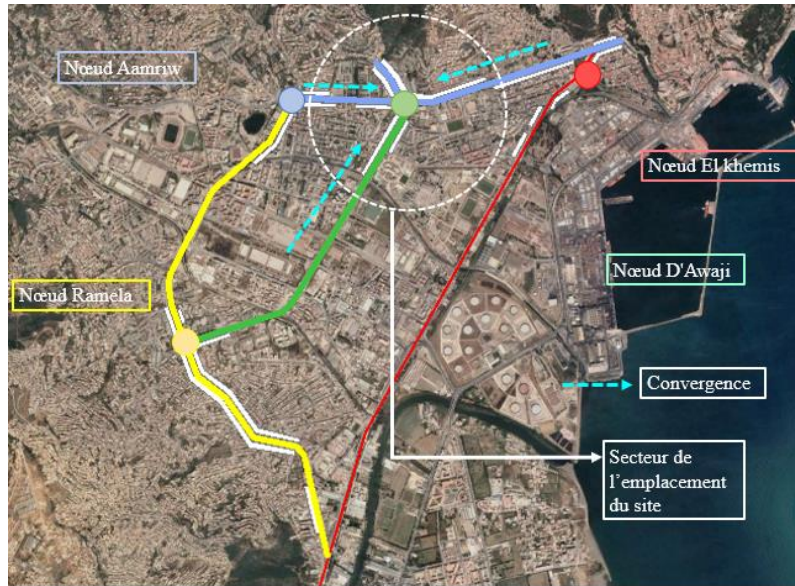 Nœud Aamriw
Nœud El khemis
Nœud D'Awaji
Nœud Ramela
Convergence
Secteur de
l’emplacement
du site